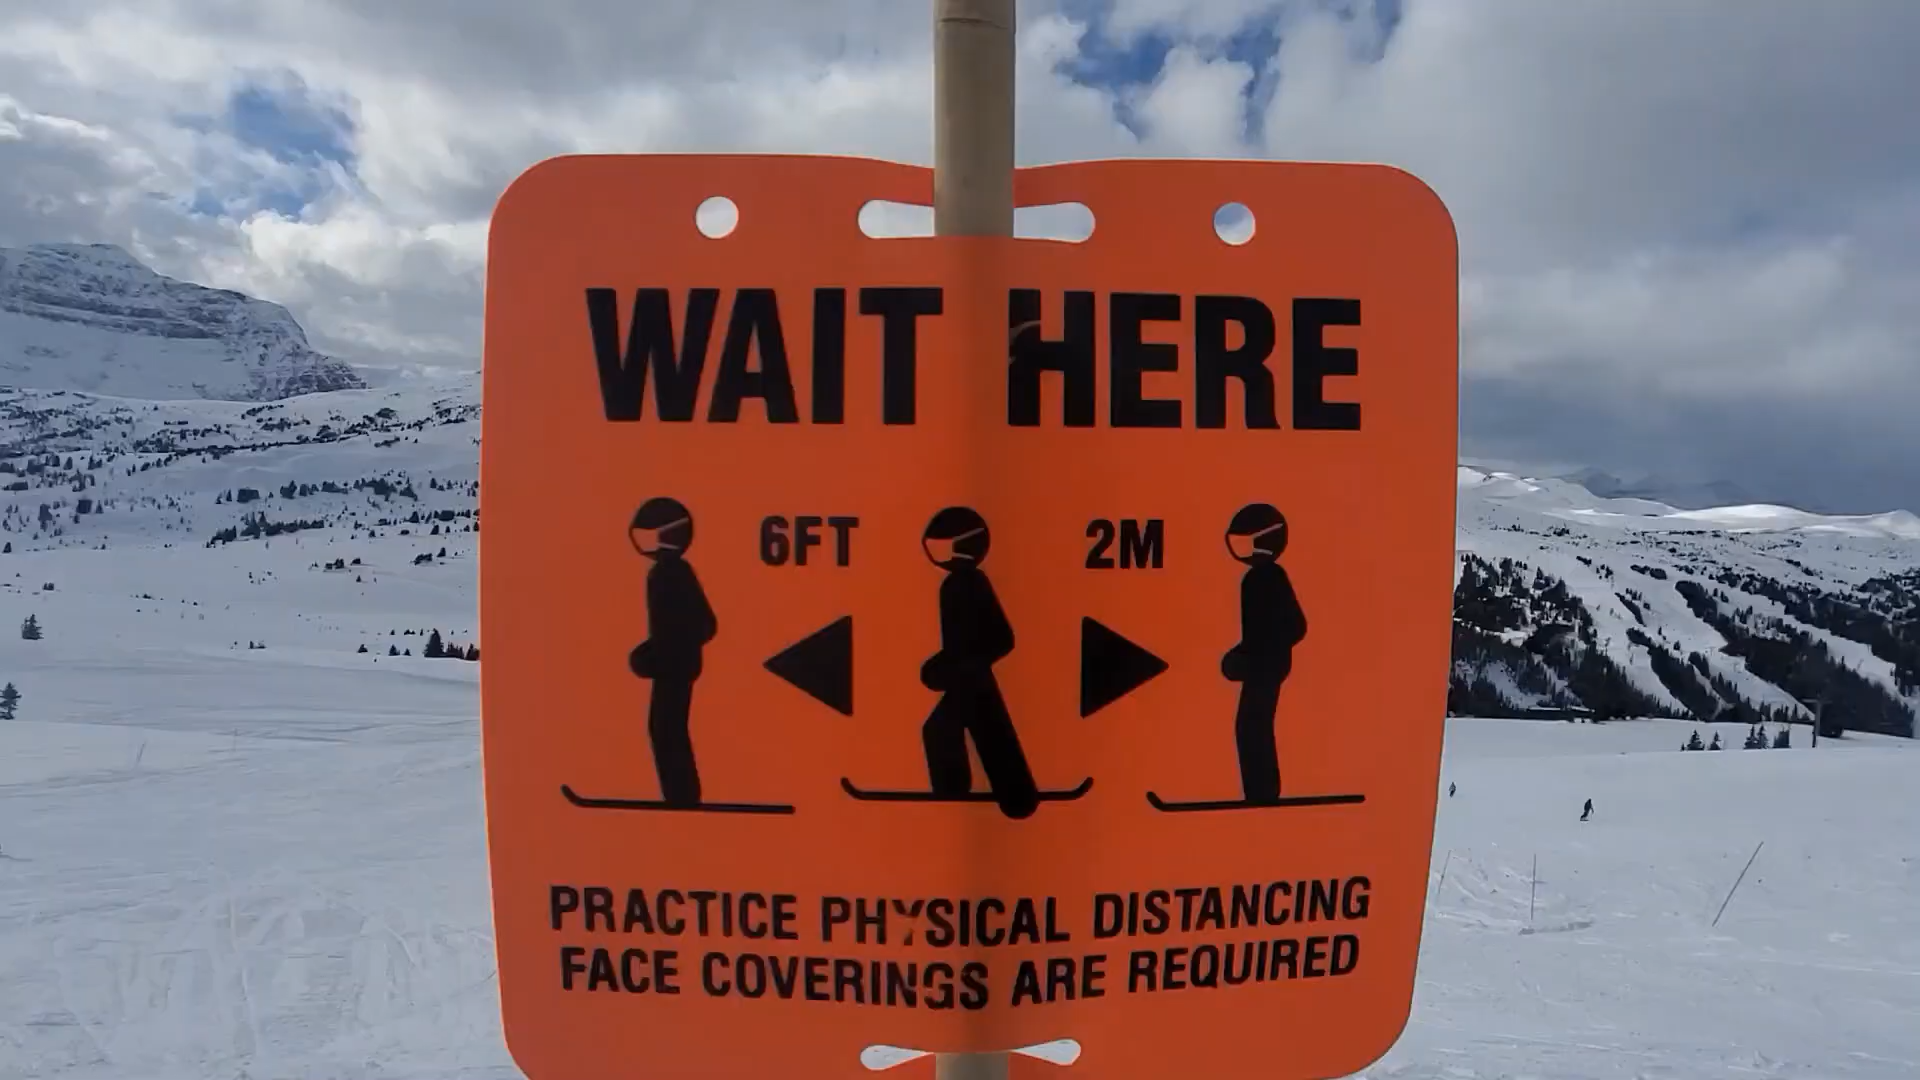 WAIT HERE
6FT 2M
PRACTICE PHYSICAL DISTANCING
FACE COVERINGS ARE REQUIRED